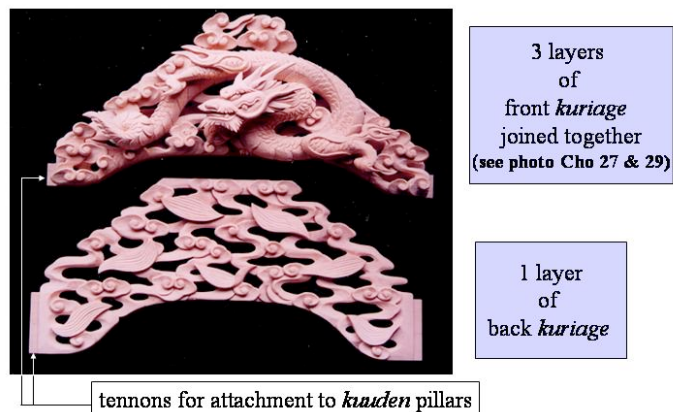 3 layers
of
front kuriage
joined together
(see photo Cho 27 & 29)
1 layer
of
back kuriage
tennons for attachment to kuuden pillars